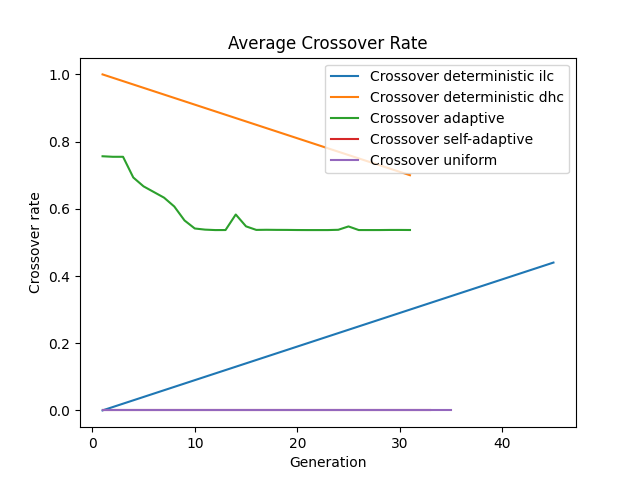 Average Crossover Rate
Crossover deterministic ilc
Crossover deterministic dhc
Crossover adaptive
Crossover self-adaptive
Crossover uniform
Crossover rate
1.0
0.8
0.6
0.4
0.2
0.0
0 10 20 30 40
Generation